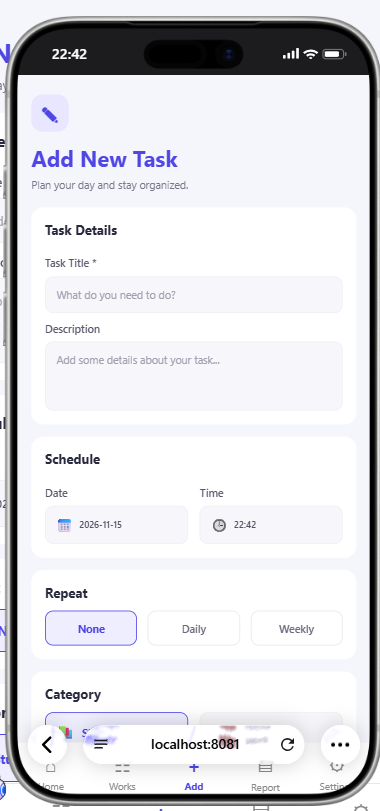 22:42
Add New Task
Plan your day and stay organized.
Task Details
Task Title *
What do you need to do?
Description
Add some details about your task...
Schedule
Date
Time
2026-11-15
22:42
Repeat
None
Daily
Weekly
Category
localhost:8081
Home
Works
Add
Report